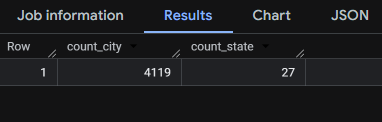 Job information Results Chart JSON
Row count_city count_state
1 4119 27